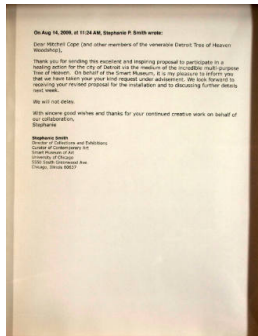 On Aug 14, 2009, at 11:24 AM, Stephanie P. Smith wrote:
Dear Mitchell Cope (and other members of the venerable Detroit Tree of Heaven
Woodshop),
Thank you for sending this excellent and inspiring proposal to participate in a
healing action for the city of Detroit via the medium of the incredible multi-purpose
Tree of Heaven. On behalf of the Smart Museum, it is my pleasure to inform you
that we have taken your your kind request under advisement. We look forward to
receiving your revised proposal for the installation and to discussing further details
next week.
We will not delay.
With sincere good wishes and thanks for your continued creative work on behalf of
our collaboration,
Stephanie
Stephanie Smith
Director of Collections and Exhibitions
Curator of Contemporary Art
Smart Museum of Art
University of Chicago
5550 South Greenwood Ave.
Chicago, Illinois 60637